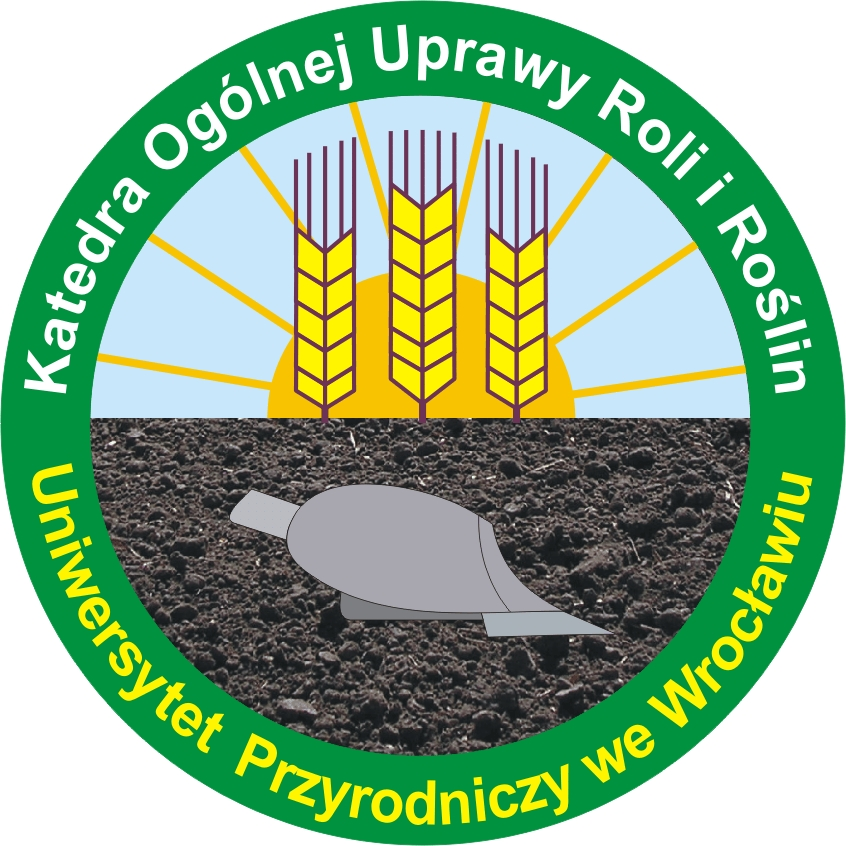 Katedra Ogólnej Uprawy Roli i Roślin
Uniwersytet Przyrodniczy we Wrocławiu